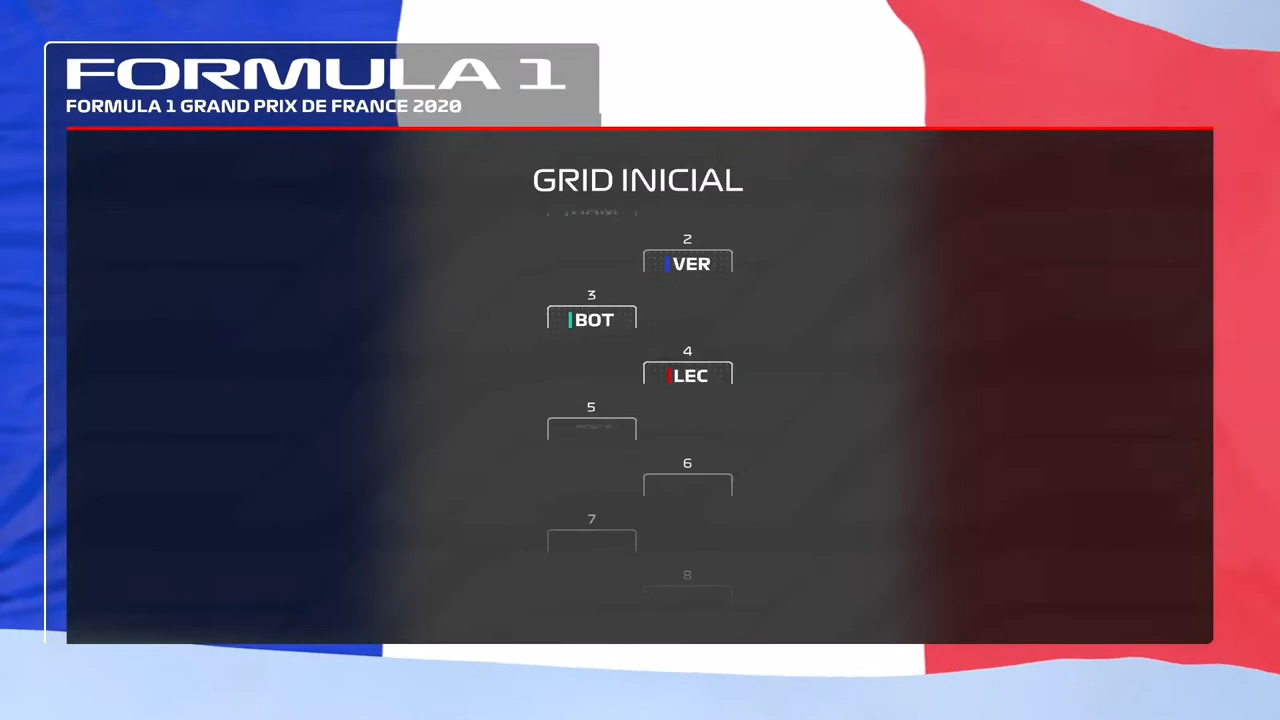 FORMULA 1
FORMULA 1 GRAND PRIX DE FRANCE 2020
GRID INICIAL
2
VER
3
BOT
4
LEC
5
6
7
8